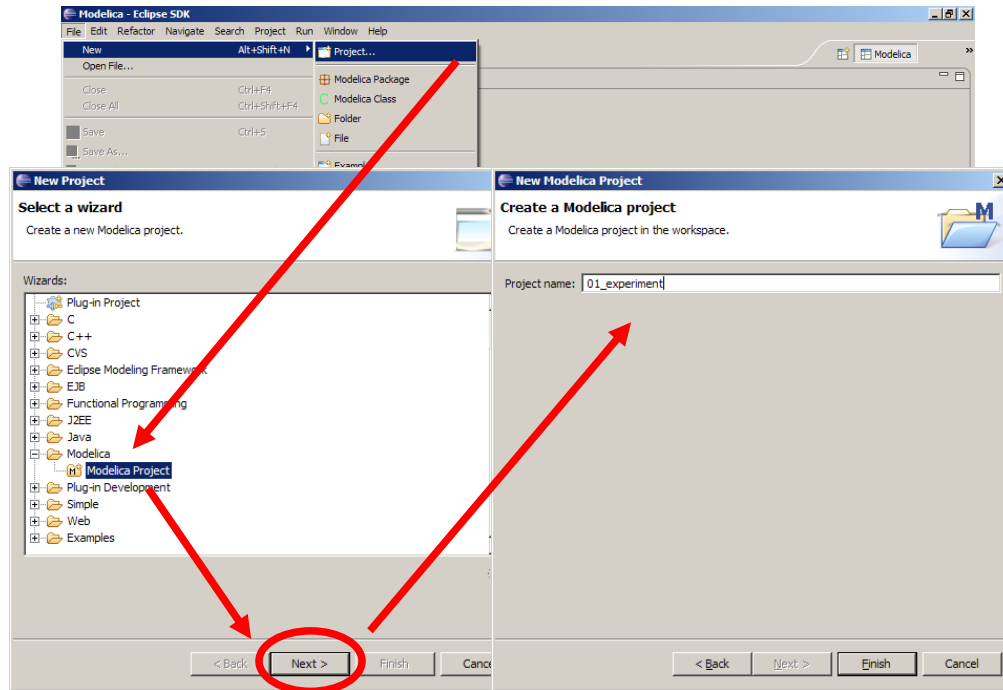 Modelica - Eclipse SDK
File Edit Refactor Navigate Search Project Run Window Help
New Alt+Shift+N
Open File...
Close Ctrl+F4
Close All Ctrl+Shift+F4
Save Ctrl+S
Save As...
Project...
Modelica Package
Modelica Class
Folder
File
Modelica
»
New Project
Select a wizard
Create a new Modelica project.
Wizards:
Plug-in Project
C
C++
CVS
Eclipse Modeling Framework
EJB
Functional Programming
J2EE
Java
Modelica
Modelica Project
Plug-in Development
Simple
Web
Examples
< Back Next > Finish Cance
New Modelica Project
Create a Modelica project
Create a Modelica project in the workspace.
M
Project name: 01_experiment
< Back Next > Finish Cancel